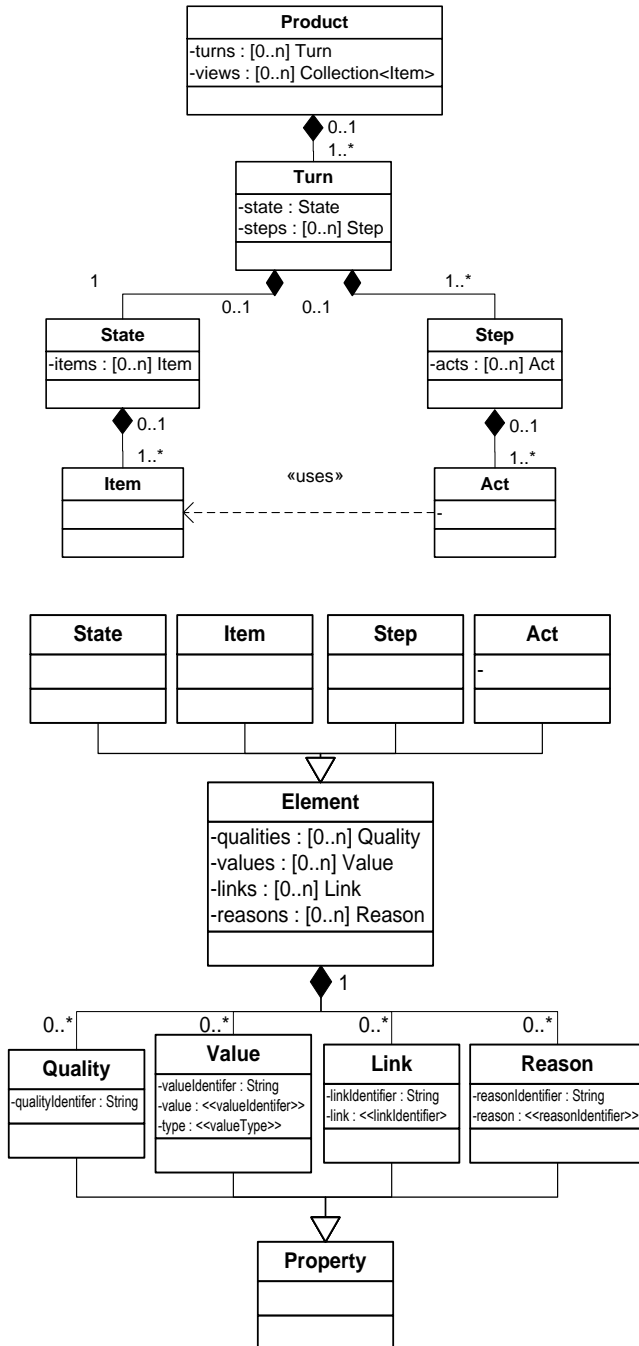 Product
-turns : [0..n] Turn
-views : [0..n] Collection<Item>
0..1
1..*
Turn
-state : State
-steps : [0..n] Step
1
0..1
0..1
1..*
State
-items : [0..n] Item
Step
-acts : [0..n] Act
0..1
0..1
1..*
1..*
Item
«uses»
Act
-
State
Item
Step
Act
-
Element
-qualities : [0..n] Quality
-values : [0..n] Value
-links : [0..n] Link
-reasons : [0..n] Reason
1
0..*
0..*
0..*
0..*
Quality
-qualityIdentifer : String
Value
-valueIdentifer : String
-value : <<valueIdentifer>>
-type : <<valueType>>
Link
-linkIdentifier : String
-link : <<linkIdentifier>
Reason
-reasonIdentifier : String
-reason : <<reasonIdentifier>>
Property